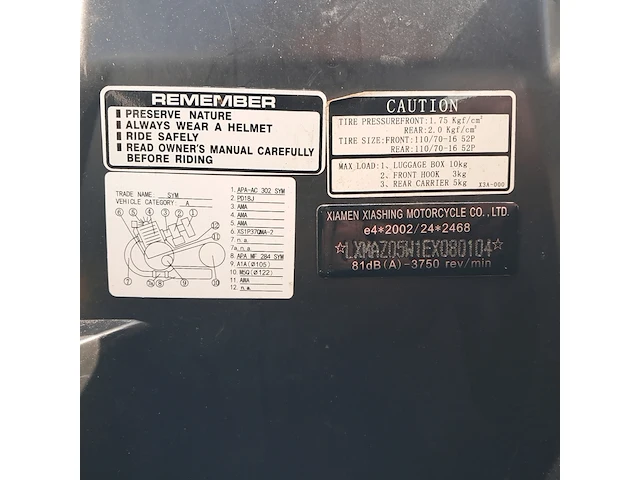 REMEMBER
PRESERVE NATURE
ALWAYS WEAR A HELMET
RIDE SAFELY
READ OWNER'S MANUAL CAREFULLY
BEFORE RIDING
CAUTION
TIRE PRESSURE FRONT: 1.75 Kgf/cm²
REAR: 2.0 Kgf/cm²
TIRE SIZE: FRONT: 110/70-16 52P
REAR: 110/70-16 52P
MAX. LOAD: 1. LUGGAGE BOX 10kg
2. FRONT HOOK 3kg
3. REAR CARRIER 5kg
X3A-000
TRADE NAME: SYM
VEHICLE CATEGORY: A
1. APA-AC 302 SYM
2. PD18J
3. AMA
4. AMA
5. AMA
6. XS1P37QMA-2
7. n.a.
7a. n.a.
8. APA MF 284 SYM
9. A1A (Ø105)
10. M5Q (Ø122)
11. AMA
12. n.a.
XIAMEN XIASHING MOTORCYCLE CO., LTD.
e4*2002/24*2468
☆LXMAZ05W1EX080104☆
81dB(A)-3750 rev/min